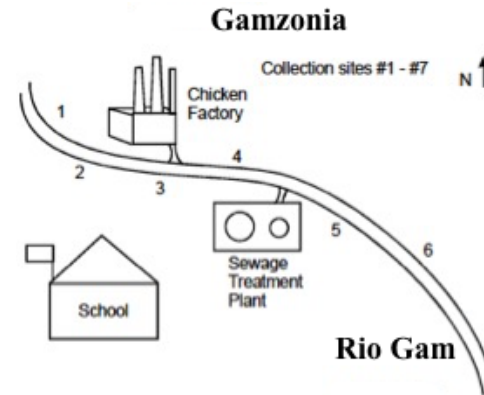 Gamzonia
Collection sites #1 - #7
N
Chicken
Factory
1
2
3
4
5
6
Sewage
Treatment
Plant
School
Rio Gam